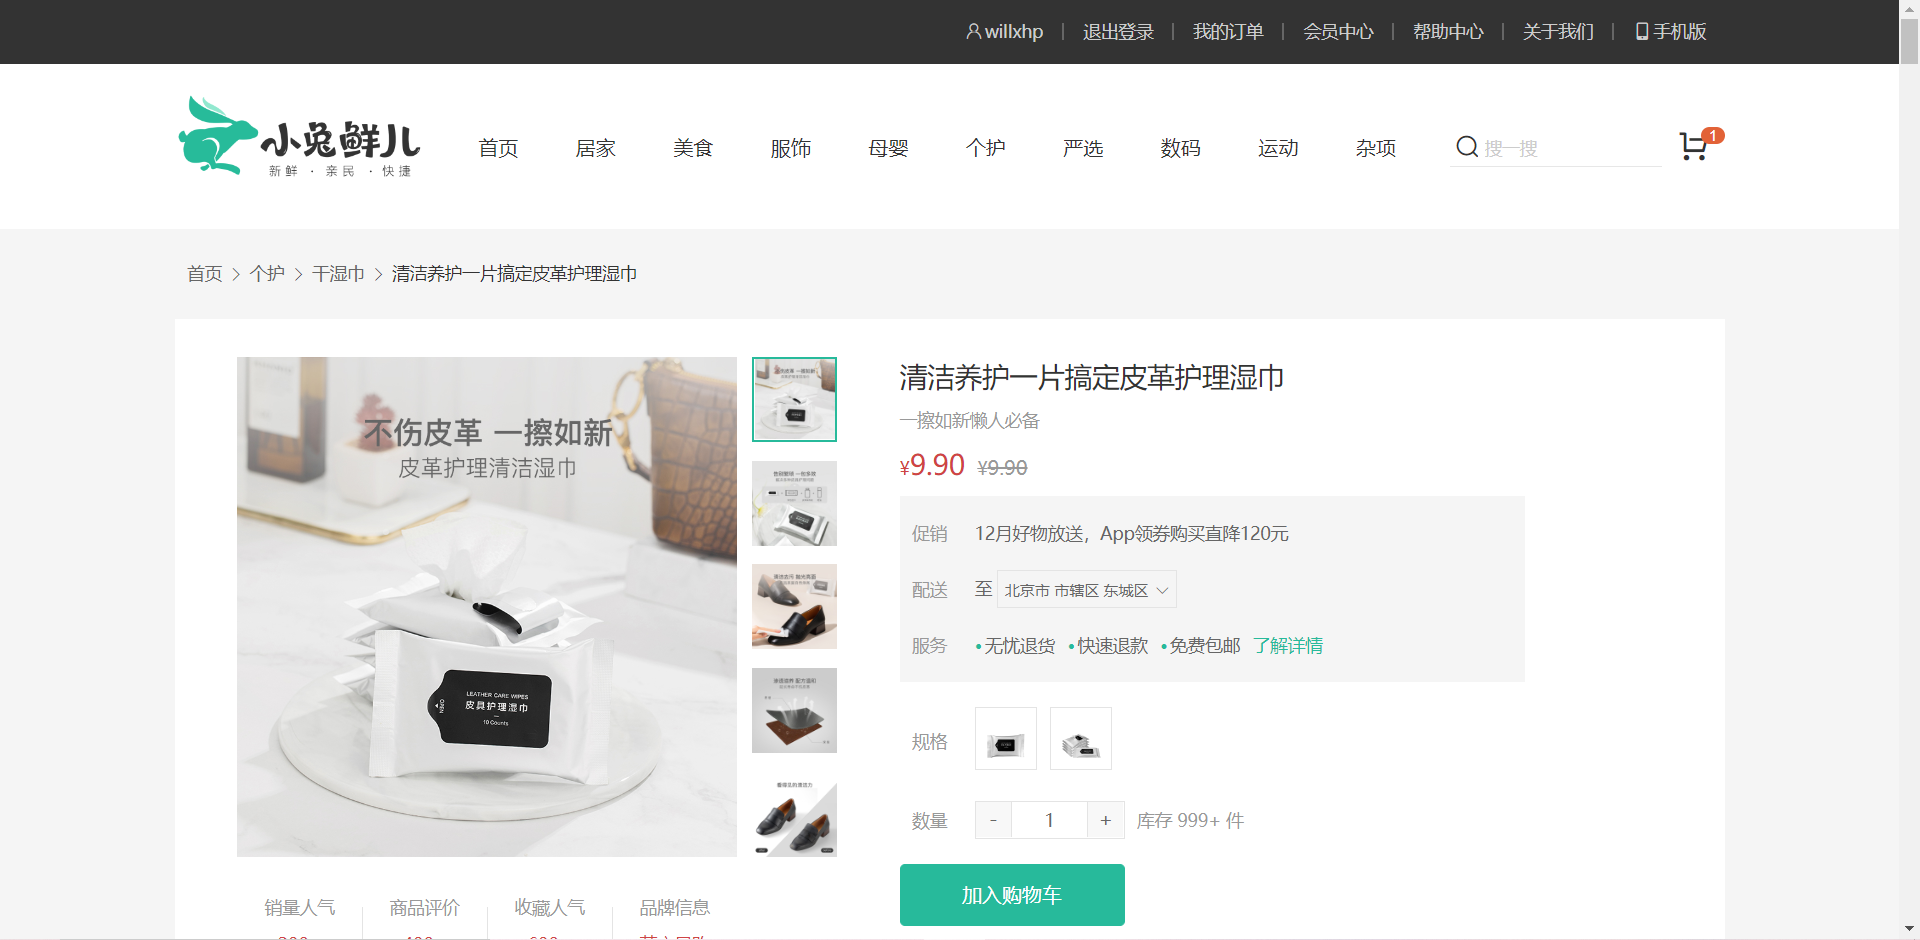 willxhp | 退出登录 | 我的订单 | 会员中心 | 帮助中心 | 关于我们 | 手机版
小兔鲜儿
新鲜 · 亲民 · 快捷
首页 居家 美食 服饰 母婴 个护 严选 数码 运动 杂项 搜一搜 1
首页 > 个护 > 干湿巾 > 清洁养护一片搞定皮革护理湿巾
不伤皮革 一擦如新
皮革护理清洁湿巾
OPEN
LEATHER CARE WIPES
皮具护理湿巾
10 Counts
清洁养护一片搞定皮革护理湿巾
一擦如新懒人必备
¥9.90 ¥9.90
促销 12月好物放送，App领券购买直降120元
配送 至 北京市 市辖区 东城区
服务 •无忧退货 •快速退款 •免费包邮 了解详情
规格
数量 - 1 + 库存 999+ 件
加入购物车
销量人气 商品评价 收藏人气 品牌信息